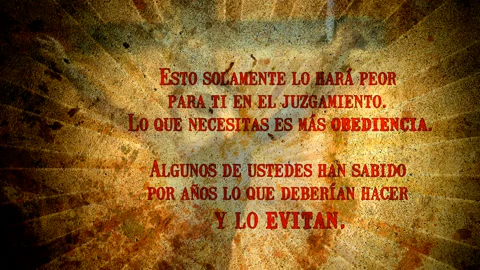 Esto solamente lo hará peor
para ti en el juzgamiento.
Lo que necesitas es más obediencia.
Algunos de ustedes han sabido
por años lo que deberían hacer
y lo evitan.